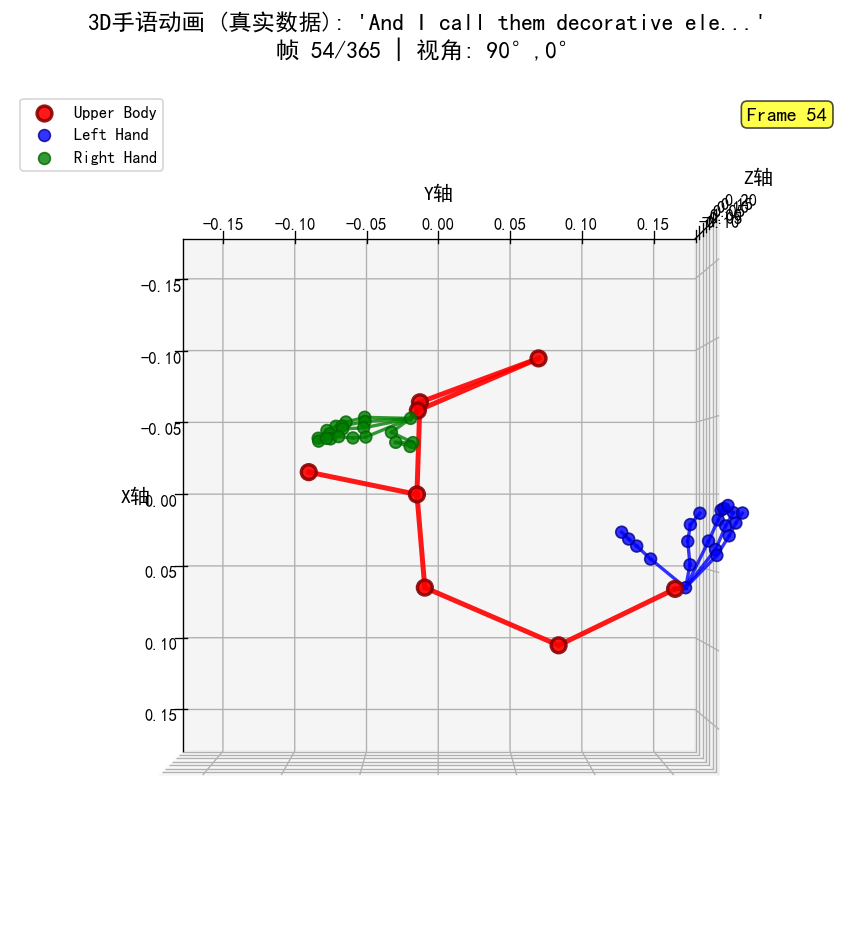 3D手语动画 (真实数据): 'And I call them decorative ele...'
帧 54/365 | 视角: 90°,0°
Upper Body
Left Hand
Right Hand
Frame 54
Z轴
Y轴
−0.15
−0.10
−0.05
0.00
0.05
0.10
0.15
−0.15
−0.10
−0.05
X轴
0.00
0.05
0.10
0.15